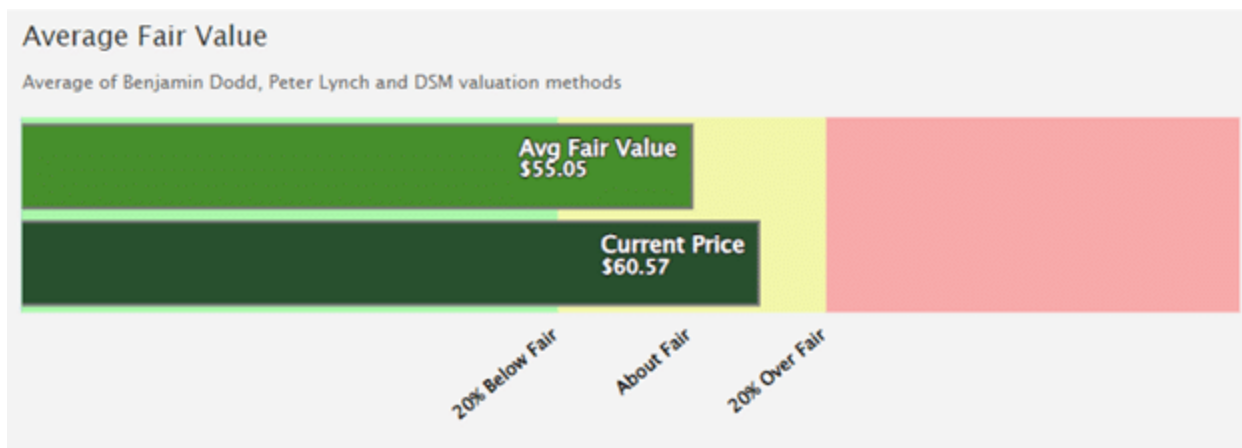 Average Fair Value
Average of Benjamin Dodd, Peter Lynch and DSM valuation methods
Avg Fair Value
$55.05
Current Price
$60.57
20% Below Fair
About Fair
20% Over Fair